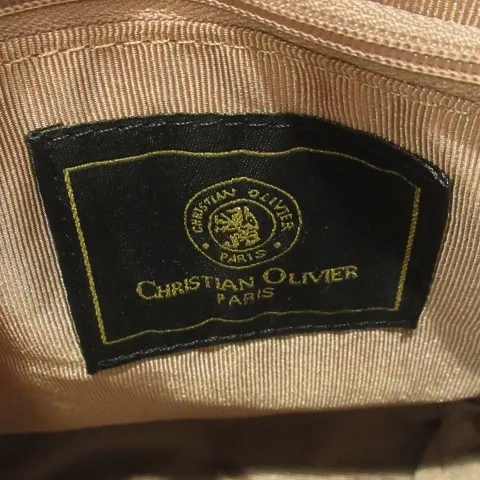 CHRISTIAN OLIVIER
• PARIS •
CHRISTIAN OLIVIER
PARIS